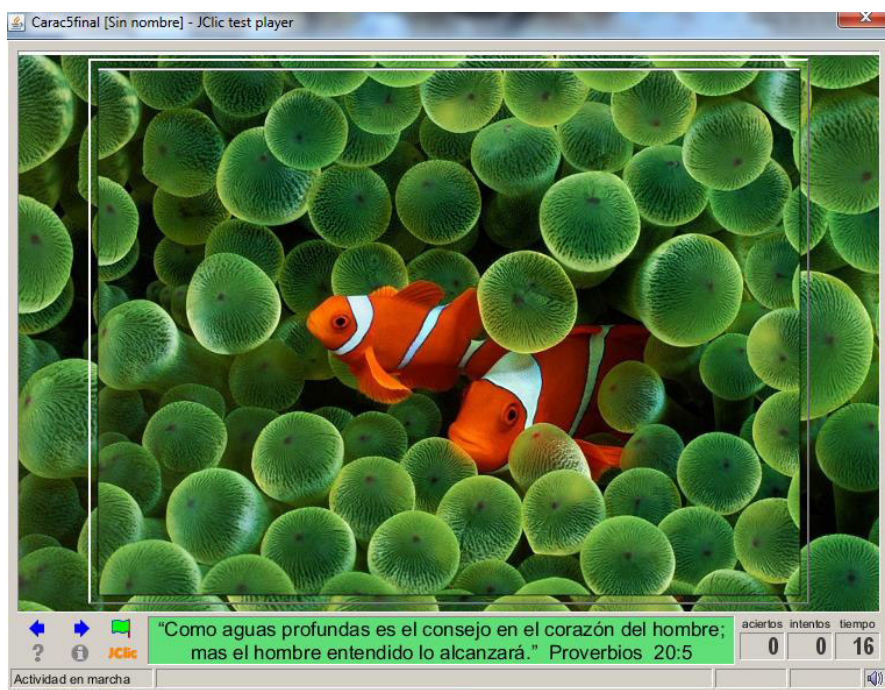 Carac5final [Sin nombre] - JClic test player
“Como aguas profundas es el consejo en el corazón del hombre;
mas el hombre entendido lo alcanzará.” Proverbios 20:5
aciertos intentos tiempo
0 0 16
? i JClic
Actividad en marcha